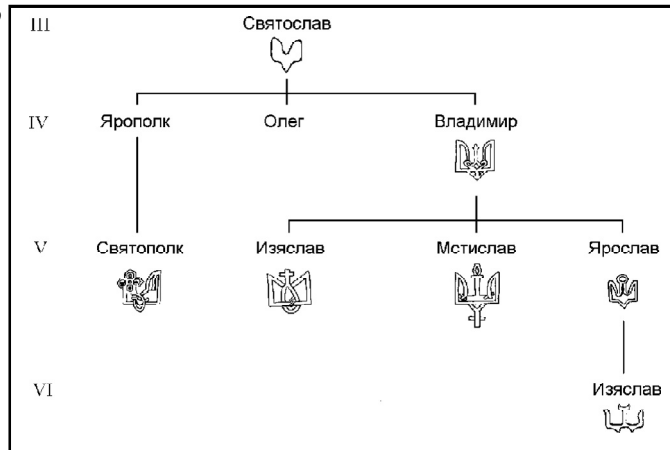 III Святослав
IV Ярополк Олег Владимир
V Святополк Изяслав Мстислав Ярослав
VI Изяслав